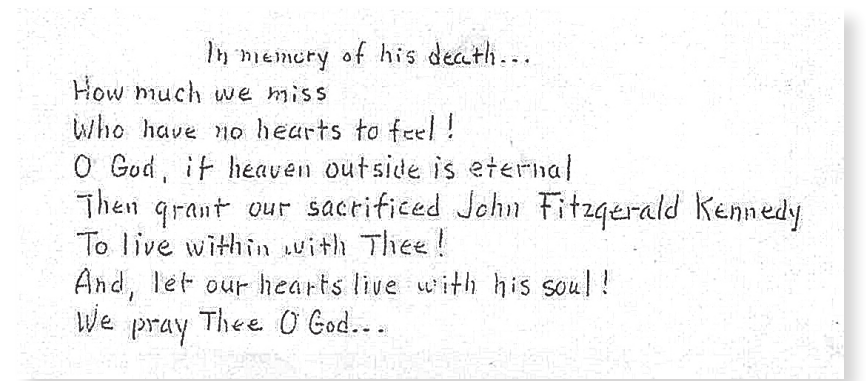 In memory of his death...
How much we miss
Who have no hearts to feel!
O God, if heaven outside is eternal
Then grant our sacrificed John Fitzgerald Kennedy
To live within with Thee!
And, let our hearts live with his soul!
We pray Thee O God...